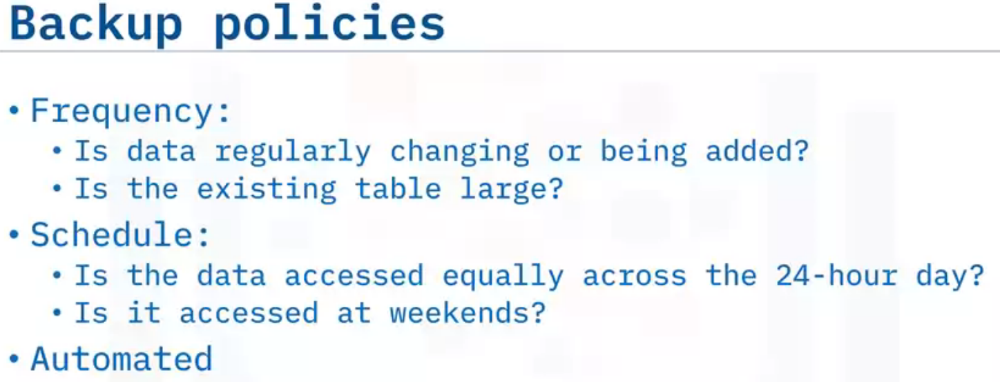 Backup policies
• Frequency:
• Is data regularly changing or being added?
• Is the existing table large?
• Schedule:
• Is the data accessed equally across the 24-hour day?
• Is it accessed at weekends?
• Automated